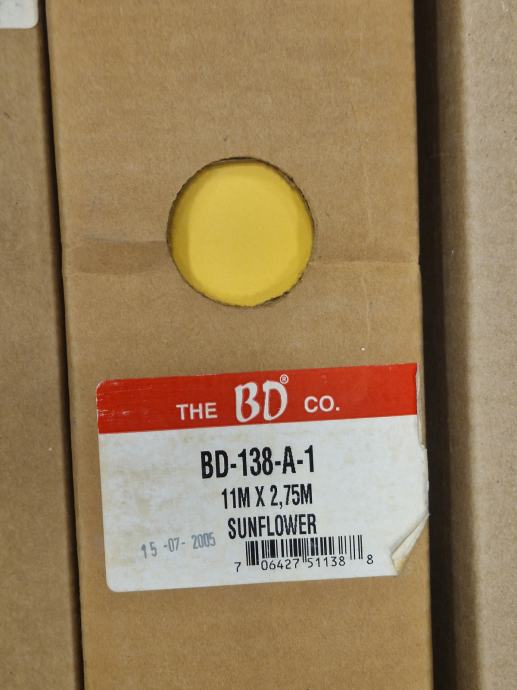 THE BD® CO.
BD-138-A-1
11M X 2,75M
SUNFLOWER
15 -07- 2005
7 06427 51138 8